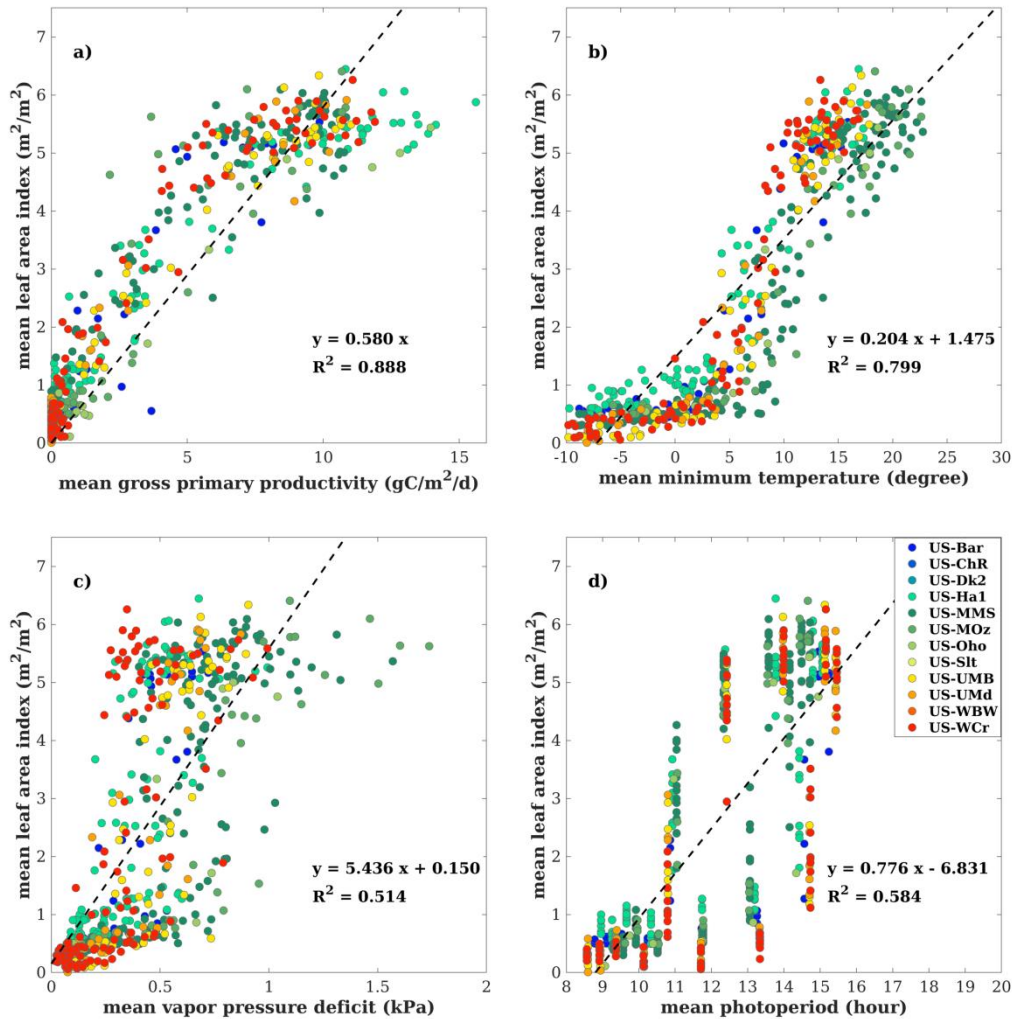 a)
mean leaf area index (m²/m²)
7
6
5
4
3
2
1
0
y = 0.580 x
R² = 0.888
0 5 10 15
mean gross primary productivity (gC/m²/d)
b)
mean leaf area index (m²/m²)
7
6
5
4
3
2
1
0
y = 0.204 x + 1.475
R² = 0.799
-10 -5 0 5 10 15 20 25 30
mean minimum temperature (degree)
c)
mean leaf area index (m²/m²)
7
6
5
4
3
2
1
0
y = 5.436 x + 0.150
R² = 0.514
0 0.5 1 1.5 2
mean vapor pressure deficit (kPa)
d)
mean leaf area index (m²/m²)
7
6
5
4
3
2
1
0
US-Bar
US-ChR
US-Dk2
US-Ha1
US-MMS
US-MOz
US-Oho
US-Slt
US-UMB
US-UMd
US-WBW
US-WCr
y = 0.776 x - 6.831
R² = 0.584
8 9 10 11 12 13 14 15 16 17 18 19 20
mean photoperiod (hour)